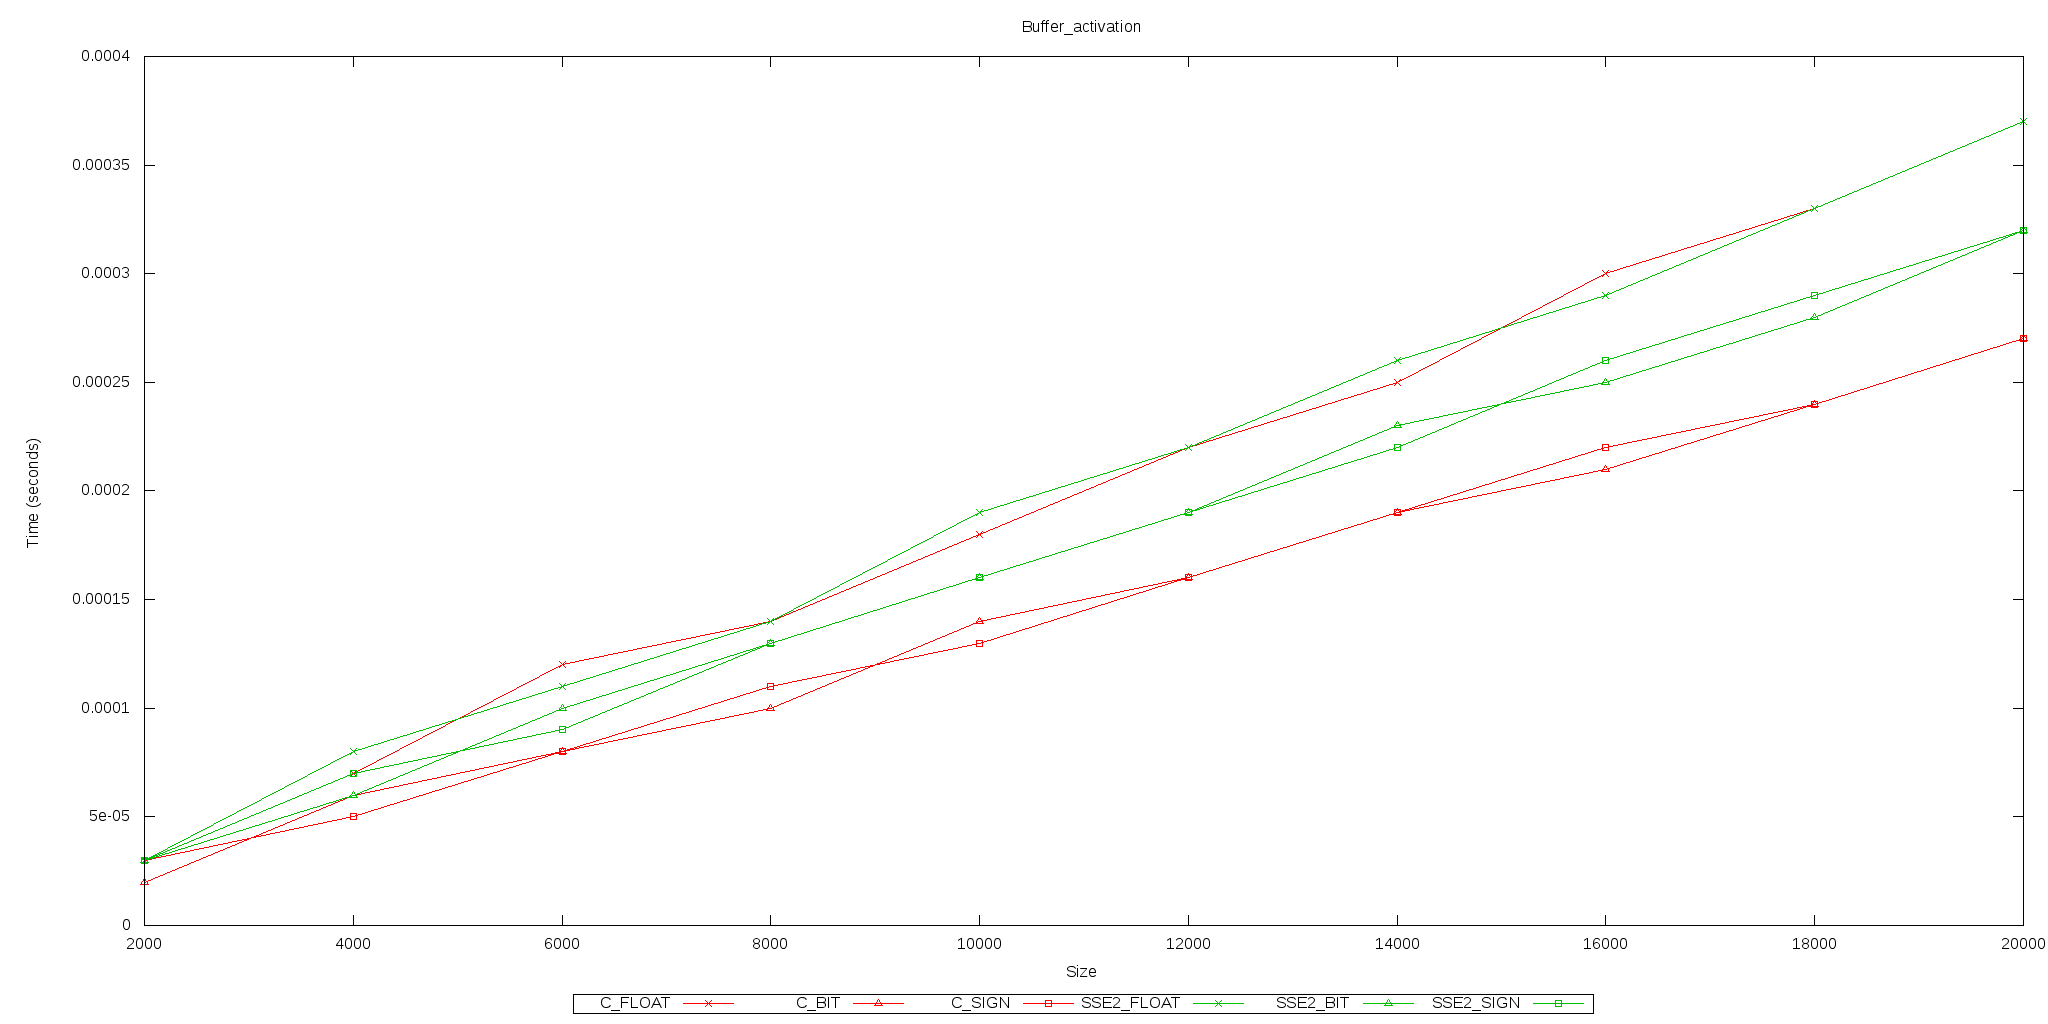 Buffer_activation
0.0004
0.00035
0.0003
0.00025
0.0002
0.00015
0.0001
5e-05
0
Time (seconds)
2000 4000 6000 8000 10000 12000 14000 16000 18000 20000
Size
C_FLOAT C_BIT C_SIGN SSE2_FLOAT SSE2_BIT SSE2_SIGN